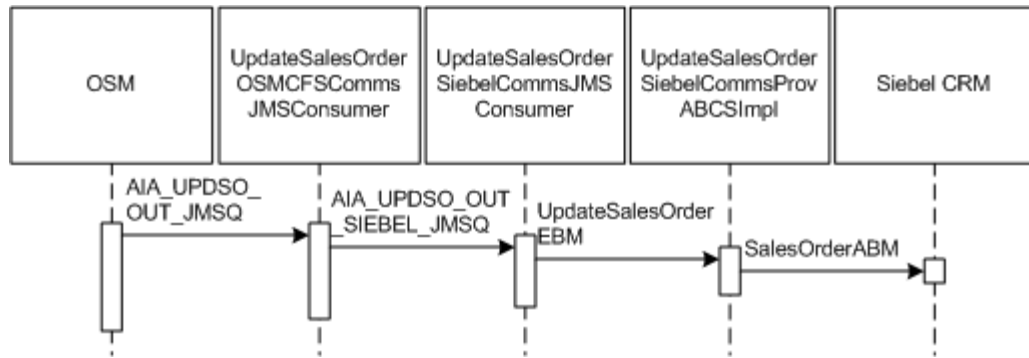 OSM
UpdateSalesOrder
OSMCFSComms
JMSConsumer
UpdateSalesOrder
SiebelCommsJMS
Consumer
UpdateSalesOrder
SiebelCommsProv
ABCSImpl
Siebel CRM
AIA_UPDSO_
OUT_JMSQ
AIA_UPDSO_OUT
_SIEBEL_JMSQ
UpdateSalesOrder
EBM
SalesOrderABM